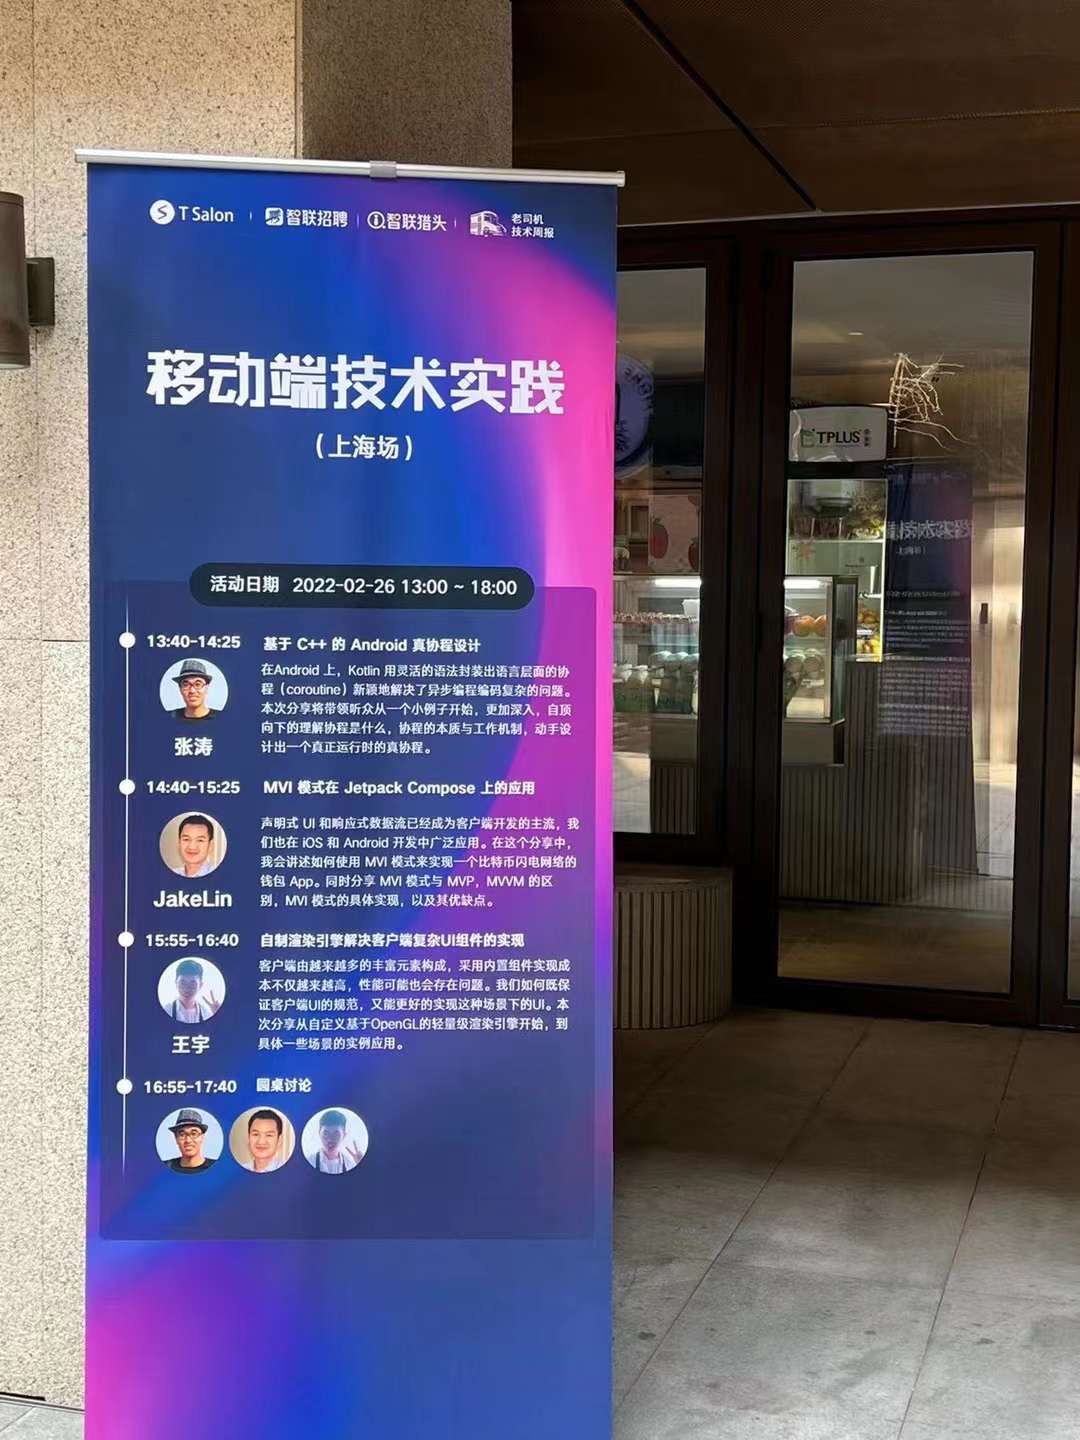 T Salon 智联招聘 智联猎头 老司机
技术周报
移动端技术实践
（上海场）
活动日期 2022-02-26 13:00 ~ 18:00
13:40-14:25 基于 C++ 的 Android 真协程设计
在Android 上，Kotlin 用灵活的语法封装出语言层面的协
程（coroutine）新颖地解决了异步编程编码复杂的问题。
本次分享将带领听众从一个小例子开始，更加深入，自顶
向下的理解协程是什么，协程的本质与工作机制，动手设
计出一个真正运行时的真协程。
张涛
14:40-15:25 MVI 模式在 Jetpack Compose 上的应用
声明式 UI 和响应式数据流已经成为客户端开发的主流，我
们也在 iOS 和 Android 开发中广泛应用。在这个分享中，
我会讲述如何使用 MVI 模式来实现一个比特币闪电网络的
钱包 App。同时分享 MVI 模式与 MVP，MVVM 的区
别，MVI 模式的具体实现，以及其优缺点。
JakeLin
15:55-16:40 自制渲染引擎解决客户端复杂UI组件的实现
客户端由越来越多的丰富元素构成，采用内置组件实现成
本不仅越来越高，性能可能也会存在问题。我们如何既保
证客户端UI的规范，又能更好的实现这种场景下的UI。本
次分享从自定义基于OpenGL的轻量级渲染引擎开始，到
具体一些场景的实例应用。
王宇
16:55-17:40 圆桌讨论
TPLUS